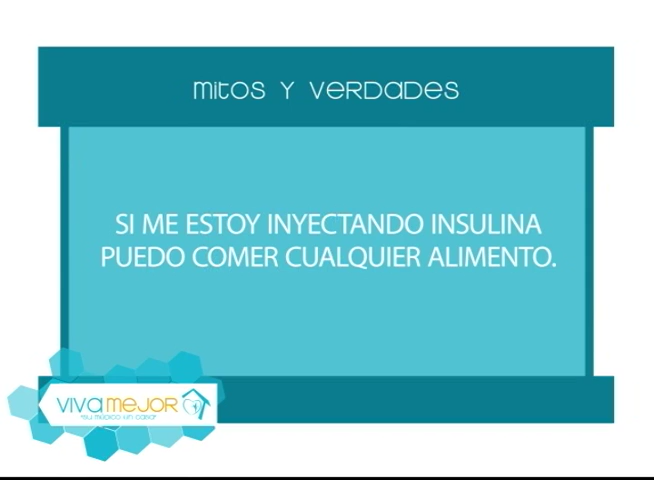 mitos y verdades
SI ME ESTOY INYECTANDO INSULINA
PUEDO COMER CUALQUIER ALIMENTO.
VIVA MEJOR